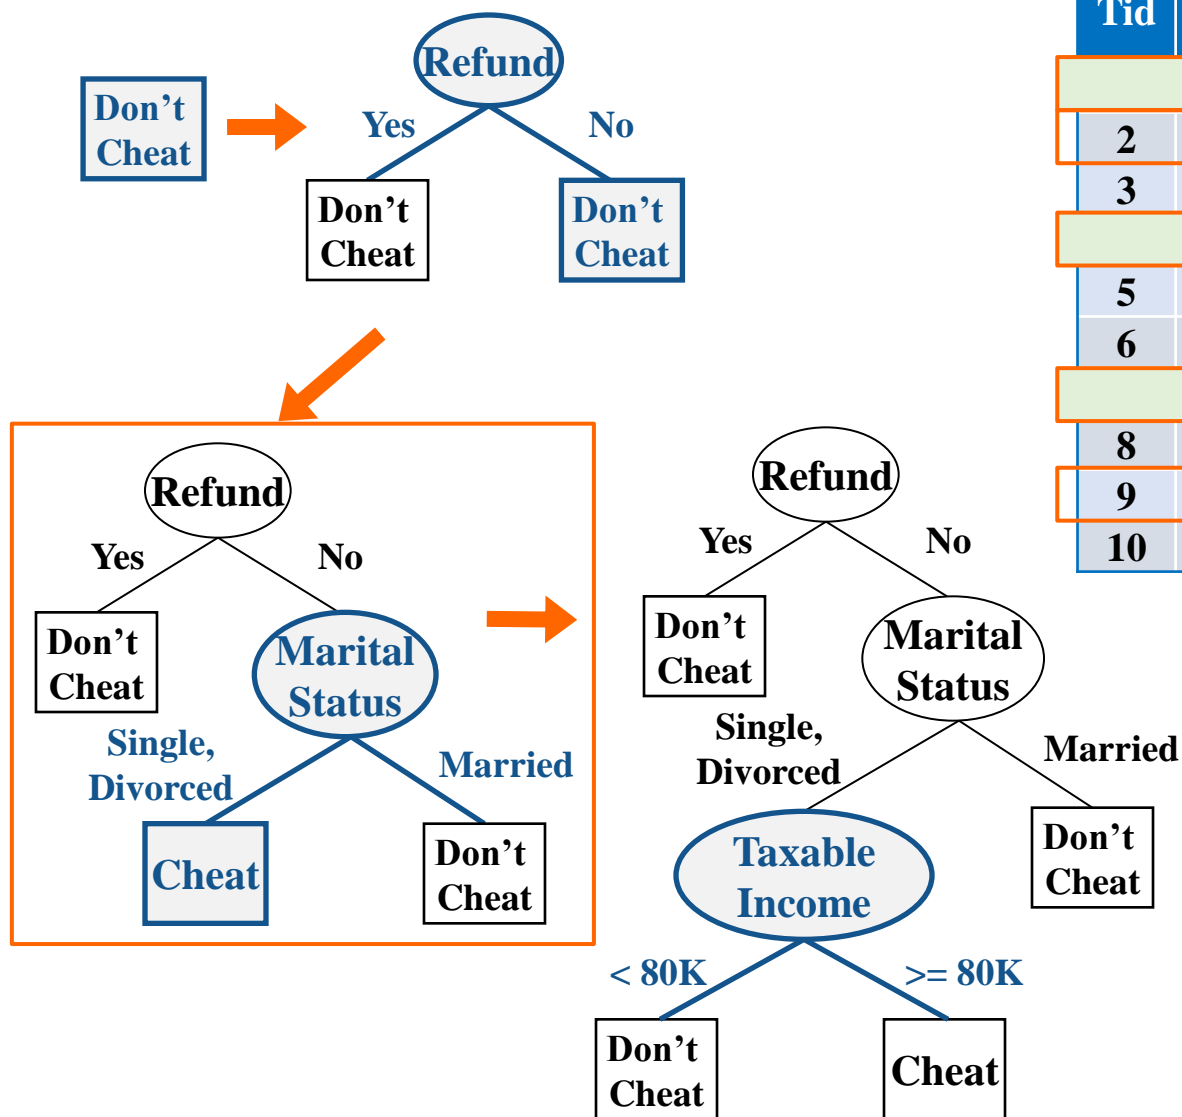 Refund
Don't
Cheat
Yes
No
Don't
Cheat
Don't
Cheat
Refund
Yes
No
Don't
Cheat
Marital
Status
Single,
Divorced
Married
Cheat
Don't
Cheat
Refund
Yes
No
Don't
Cheat
Marital
Status
Single,
Divorced
Married
Taxable
Income
Don't
Cheat
< 80K
>= 80K
Don't
Cheat
Cheat
Tid
2
3
5
6
8
9
10